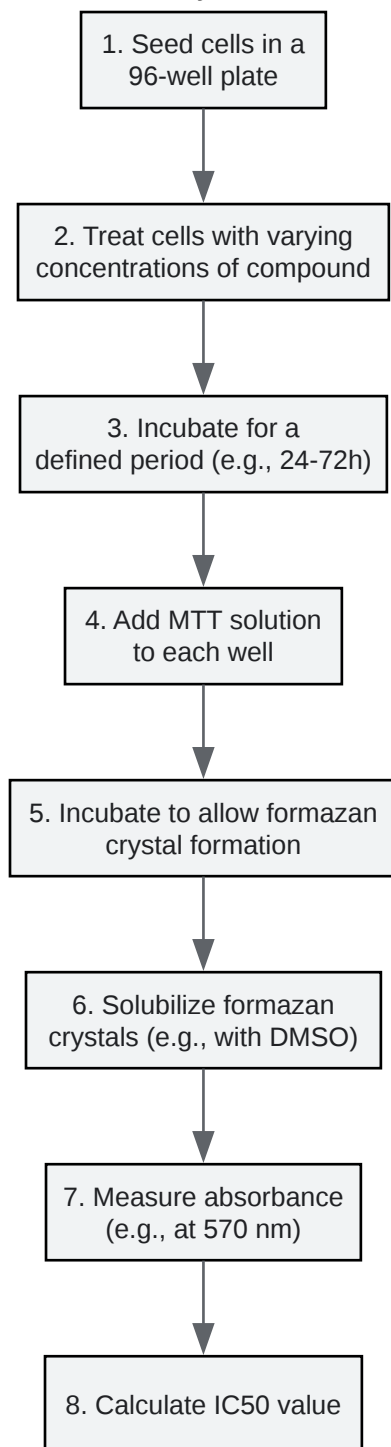 1. Seed cells in a
96-well plate
2. Treat cells with varying
concentrations of compound
3. Incubate for a
defined period (e.g., 24-72h)
4. Add MTT solution
to each well
5. Incubate to allow formazan
crystal formation
6. Solubilize formazan
crystals (e.g., with DMSO)
7. Measure absorbance
(e.g., at 570 nm)
8. Calculate IC50 value